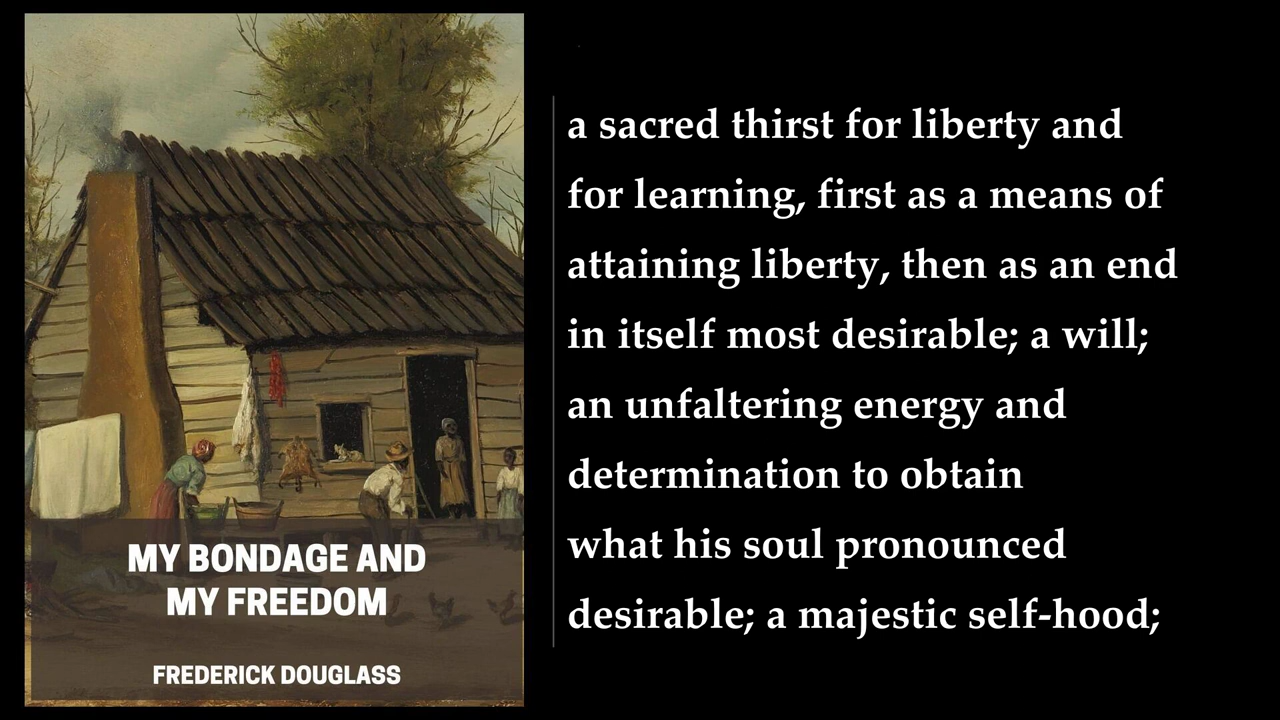 MY BONDAGE AND
MY FREEDOM
FREDERICK DOUGLASS
a sacred thirst for liberty and
for learning, first as a means of
attaining liberty, then as an end
in itself most desirable; a will;
an unfaltering energy and
determination to obtain
what his soul pronounced
desirable; a majestic self-hood;